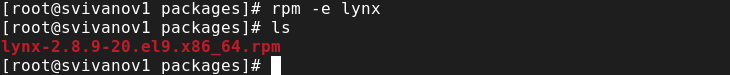 [root@svivanov1 packages]# rpm -e lynx
[root@svivanov1 packages]# ls
lynx-2.8.9-20.el9.x86_64.rpm
[root@svivanov1 packages]#